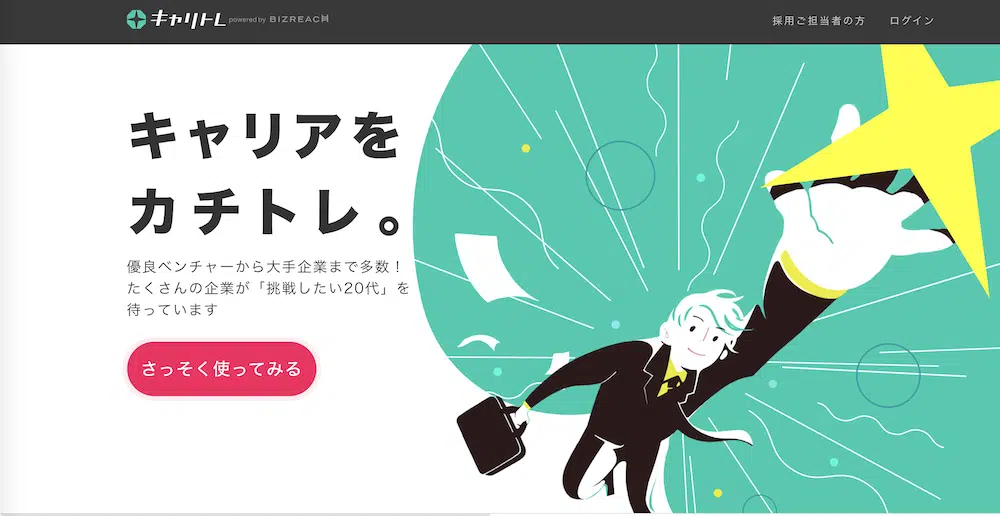 キャリトレ powered by BIZREACH
採用ご担当者の方 ログイン
キャリアを
カチトレ。
優良ベンチャーから大手企業まで多数！
たくさんの企業が「挑戦したい20代」を
待っています
さっそく使ってみる